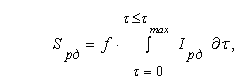 τ≤τ^max
S_рд = f · ∫ I_рд ∂τ,
τ = 0